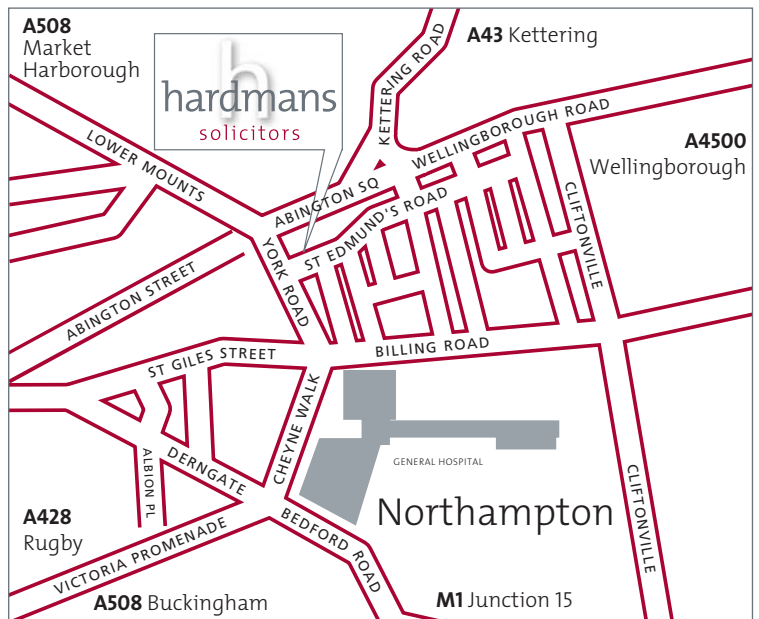 A508
Market
Harborough
A43 Kettering
h
hardmans
solicitors
KETTERING ROAD
WELLINGBOROUGH ROAD
A4500
Wellingborough
LOWER MOUNTS
ABINGTON SQ
ST EDMUND'S ROAD
CLIFTONVILLE
YORK ROAD
ABINGTON STREET
ST GILES STREET
BILLING ROAD
CHEYNE WALK
GENERAL HOSPITAL
ALBION PL
DERNGATE
Northampton
CLIFTONVILLE
A428
Rugby
VICTORIA PROMENADE
BEDFORD ROAD
A508 Buckingham
M1 Junction 15